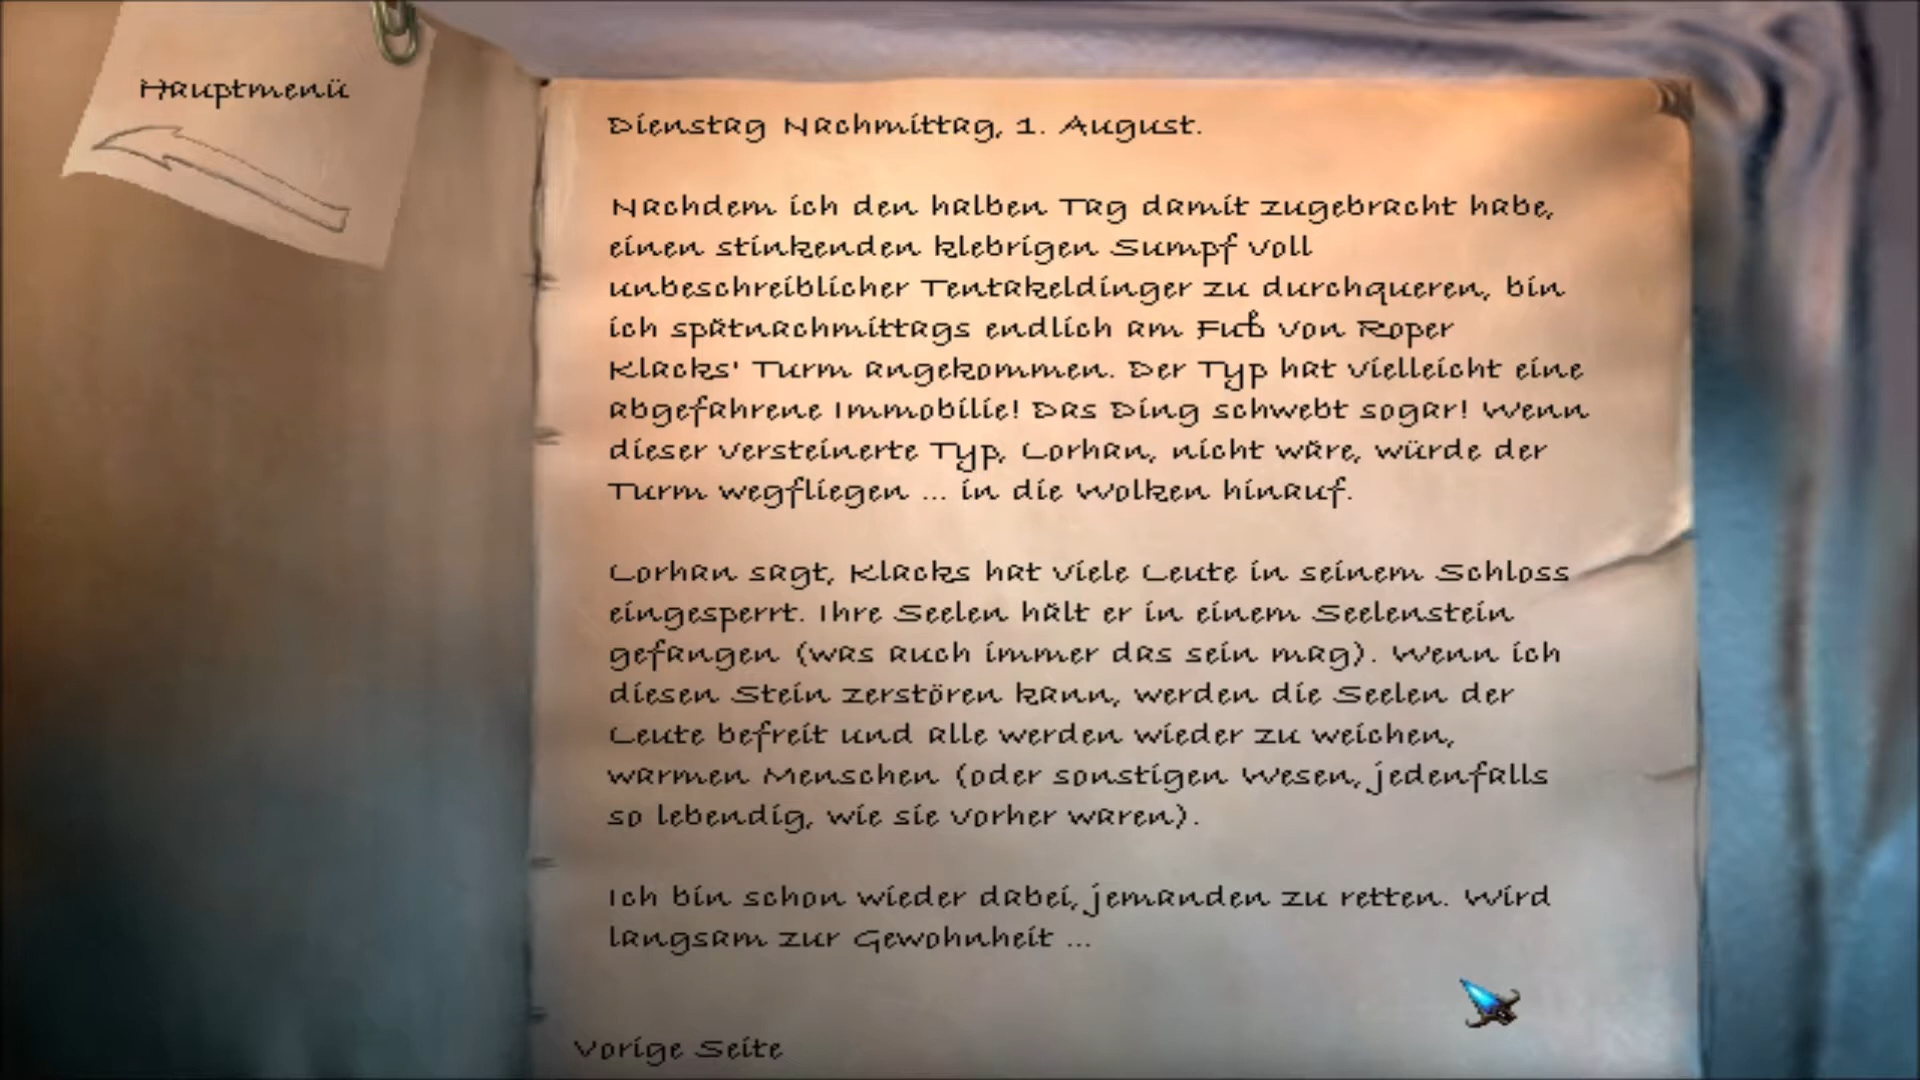 Hauptmenü
Dienstag Nachmittag, 1. August.
Nachdem ich den halben Tag damit zugebracht habe,
einen stinkenden klebrigen Sumpf voll
unbeschreiblicher Tentakeldinger zu durchqueren, bin
ich spätnachmittags endlich am Fuß von Roper
Klacks' Turm angekommen. Der Typ hat vielleicht eine
abgefahrene Immobilie! Das Ding schwebt sogar! Wenn
dieser versteinerte Typ, Lorhan, nicht wäre, würde der
Turm wegfliegen ... in die Wolken hinauf.
Lorhan sagt, Klacks hat viele Leute in seinem Schloss
eingesperrt. Ihre Seelen hält er in einem Seelenstein
gefangen (was auch immer das sein mag). Wenn ich
diesen Stein zerstören kann, werden die Seelen der
Leute befreit und alle werden wieder zu weichen,
warmen Menschen (oder sonstigen Wesen, jedenfalls
so lebendig, wie sie vorher waren).
Ich bin schon wieder dabei, jemanden zu retten. Wird
langsam zur Gewohnheit ...
Vorige Seite